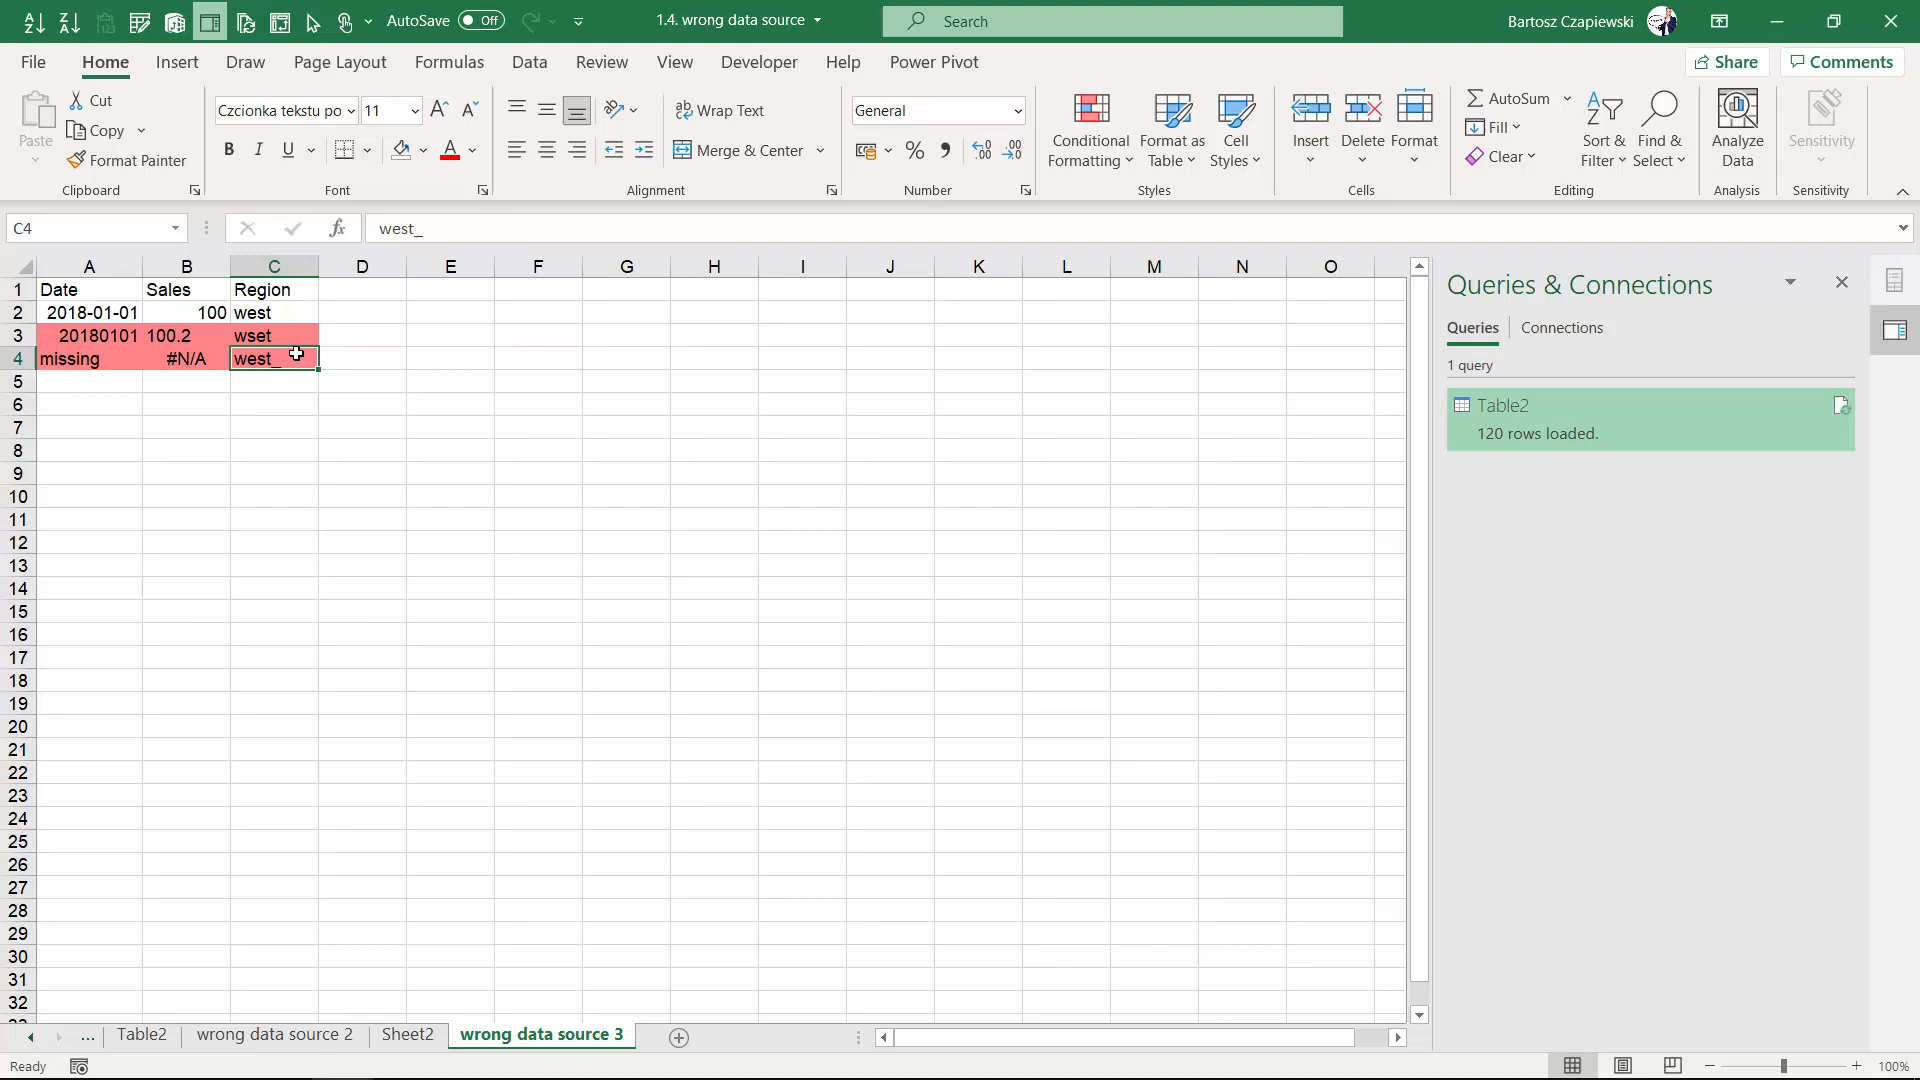 AutoSave Off 1.4. wrong data source Search Bartosz Czapiewski
File Home Insert Draw Page Layout Formulas Data Review View Developer Help Power Pivot Share Comments
Paste
Cut
Copy
Format Painter
Clipboard
Czcionka tekstu po 11
B I U
Font
Wrap Text
Merge & Center
Alignment
General
Number
Conditional Formatting
Format as Table
Cell Styles
Styles
Insert Delete Format
Cells
AutoSum
Fill
Clear
Sort & Filter
Find & Select
Editing
Analyze Data
Analysis
Sensitivity
Sensitivity
C4 fx west_
A B C D E F G H I J K L M N O
1 Date Sales Region
2 2018-01-01 100 west
3 20180101 100.2 wset
4 missing #N/A west_
5
6
7
8
9
10
11
12
13
14
15
16
17
18
19
20
21
22
23
24
25
26
27
28
29
30
31
32
Queries & Connections
Queries Connections
1 query
Table2
120 rows loaded.
... Table2 wrong data source 2 Sheet2 wrong data source 3
Ready 100%